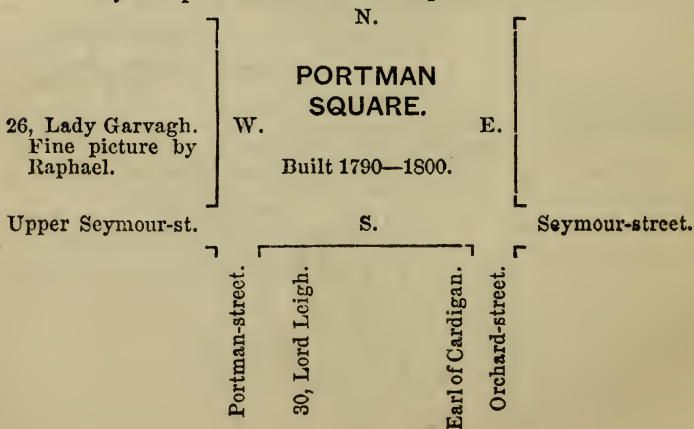 N.
PORTMAN
SQUARE.
26, Lady Garvagh.
Fine picture by
Raphael.
W.
E.
Built 1790—1800.
Upper Seymour-st.
S.
Seymour-street.
Portman-street.
30, Lord Leigh.
Earl of Cardigan.
Orchard-street.